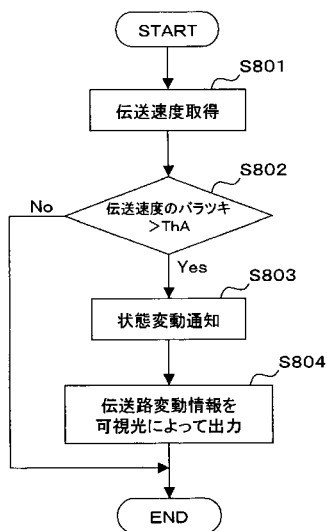 START
S801
伝送速度取得
S802
伝送速度のバラツキ
>ThA
No
Yes
S803
状態変動通知
S804
伝送路変動情報を
可視光によって出力
END